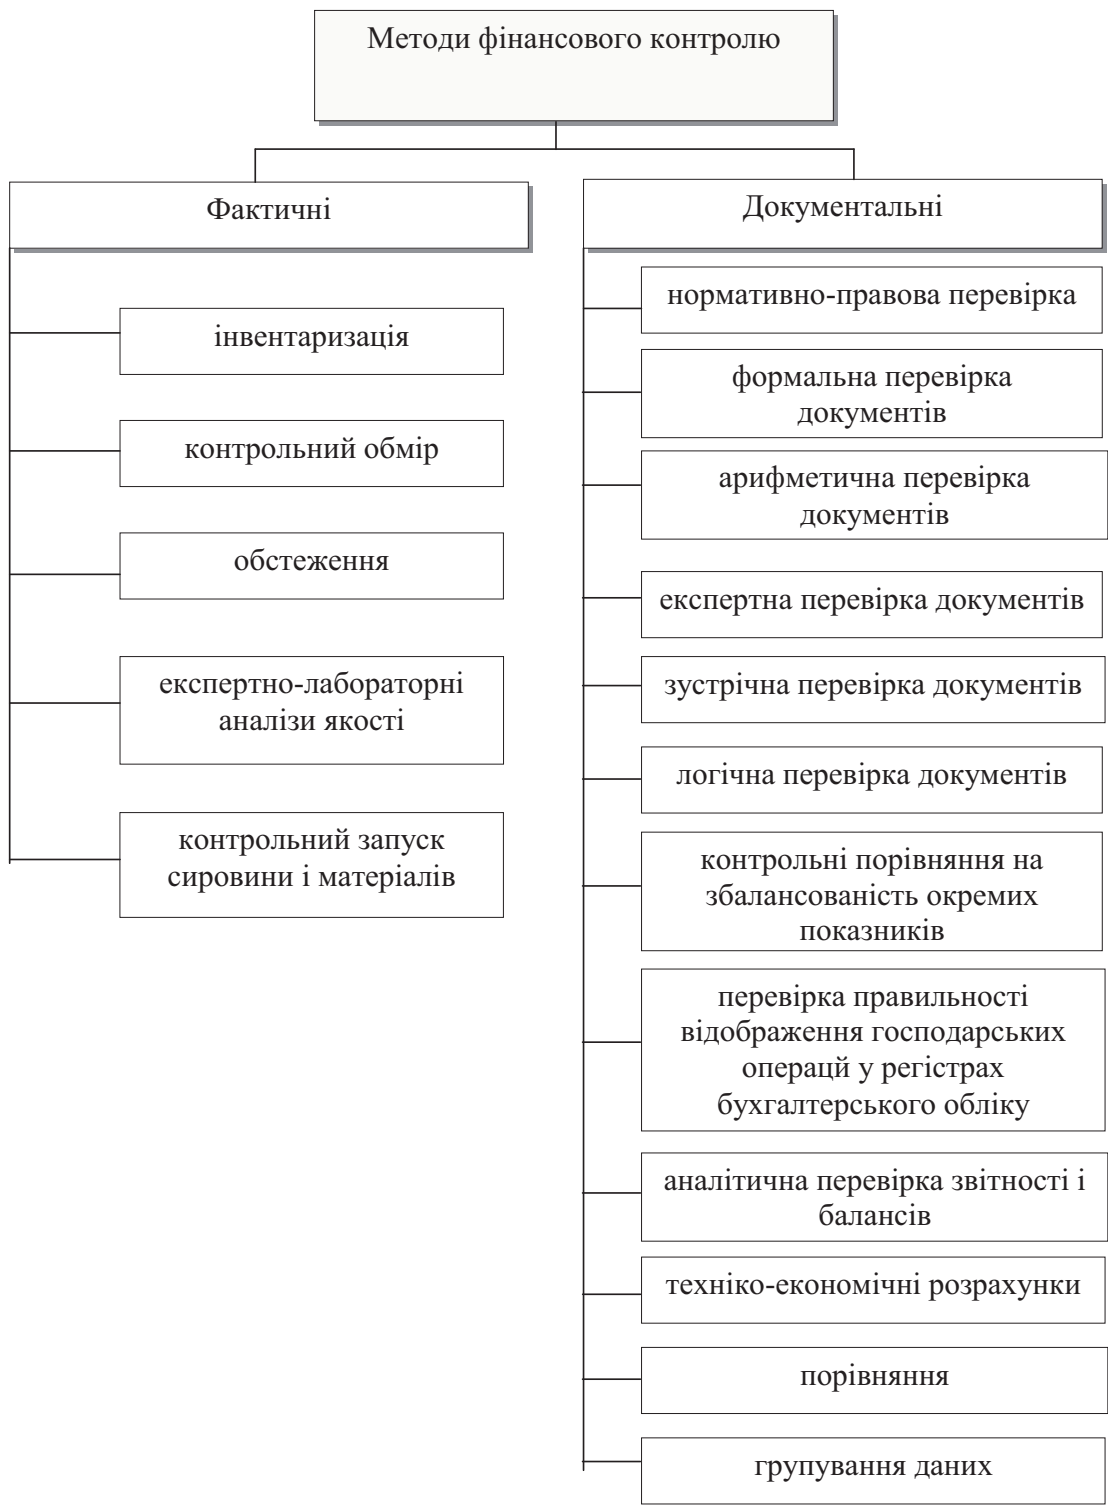 Методи фінансового контролю
Фактичні
інвентаризація
контрольний обмір
обстеження
експертно-лабораторні
аналізи якості
контрольний запуск
сировини і матеріалів
Документальні
нормативно-правова перевірка
формальна перевірка
документів
арифметична перевірка
документів
експертна перевірка документів
зустрічна перевірка документів
логічна перевірка документів
контрольні порівняння на
збалансованість окремих
показників
перевірка правильності
відображення господарських
операцй у регістрах
бухгалтерського обліку
аналітична перевірка звітності і
балансів
техніко-економічні розрахунки
порівняння
групування даних